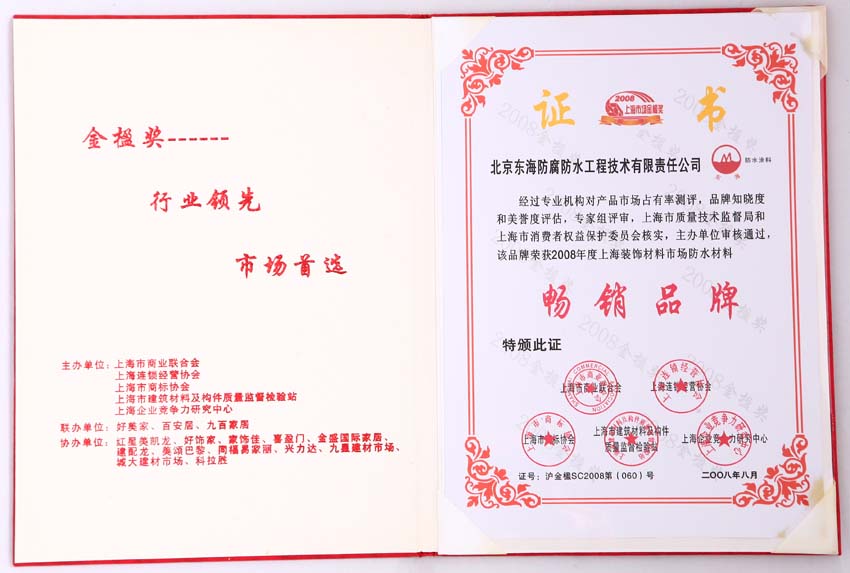 金楹奖------
行业领先
市场首选
主办单位：上海市商业联合会
上海连锁经营协会
上海市商标协会
上海市建筑材料及构件质量监督检验站
上海企业竞争力研究中心
联办单位：好美家、百安居、九百家居
协办单位：红星美凯龙、好饰家、家饰佳、喜盈门、金盛国际家居、
建配龙、美颂巴黎、周福易家丽、兴力达、九星建材市场、
城大建材市场、科拉胜
证 书
2008
上海市场金楹奖
北京东海防腐防水工程技术有限责任公司
防水涂料
经过专业机构对产品市场占有率测评，品牌知晓度
和美誉度评估，专家组评审，上海市质量技术监督局和
上海市消费者权益保护委员会核实，主办单位审核通过，
该品牌荣获2008年度上海装饰材料市场防水材料
畅销品牌
特颁此证
上海市商业联合会
上海连锁经营协会
上海市商标协会
上海市建筑材料及构件
质量监督检验站
上海企业竞争力研究中心
证号：沪金楹SC2008第（060）号
二〇〇八年八月
2008金楹奖